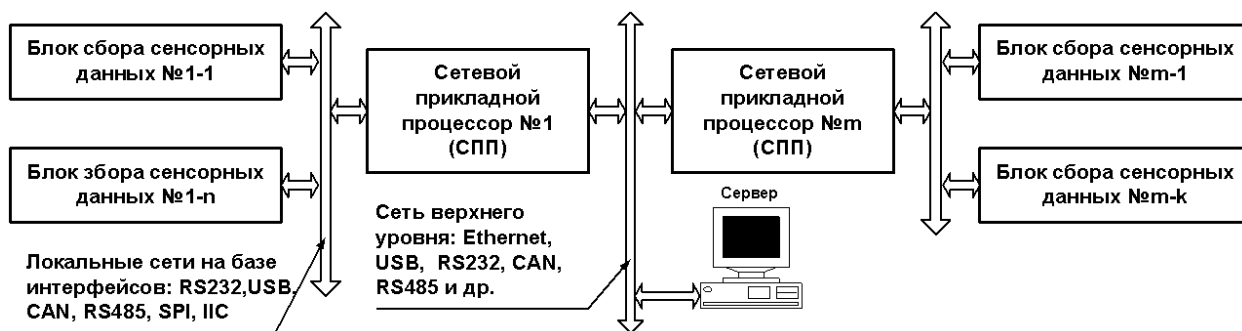 Блок сбора сенсорных
данных №1-1
Блок збора сенсорных
данных №1-n
Локальные сети на базе
интерфейсов: RS232,USB,
CAN, RS485, SPI, IIC
Сетевой
прикладной
процессор №1
(СПП)
Сеть верхнего
уровня: Ethernet,
USB, RS232, CAN,
RS485 и др.
Сетевой
прикладной
процессор №m
(СПП)
Сервер
Блок сбора сенсорных
данных №m-1
Блок сбора сенсорных
данных №m-k